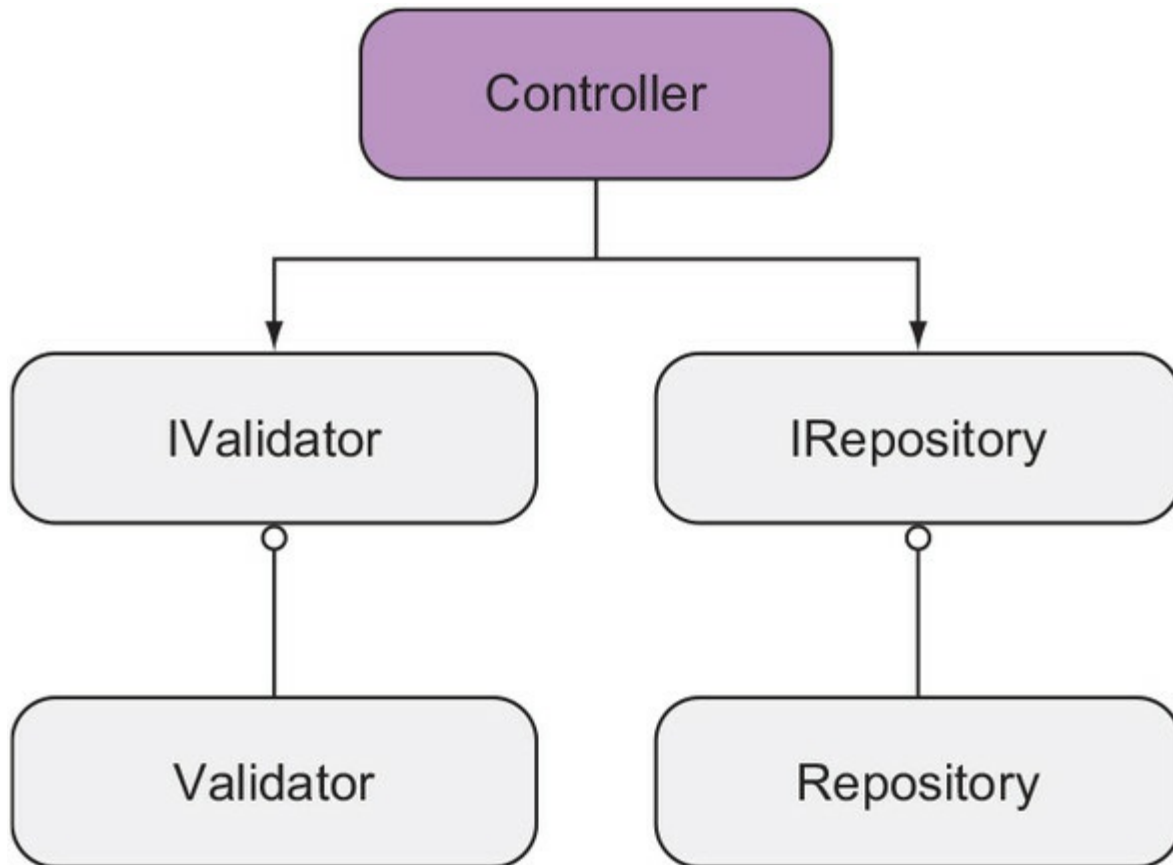 Controller
IValidator
IRepository
Validator
Repository